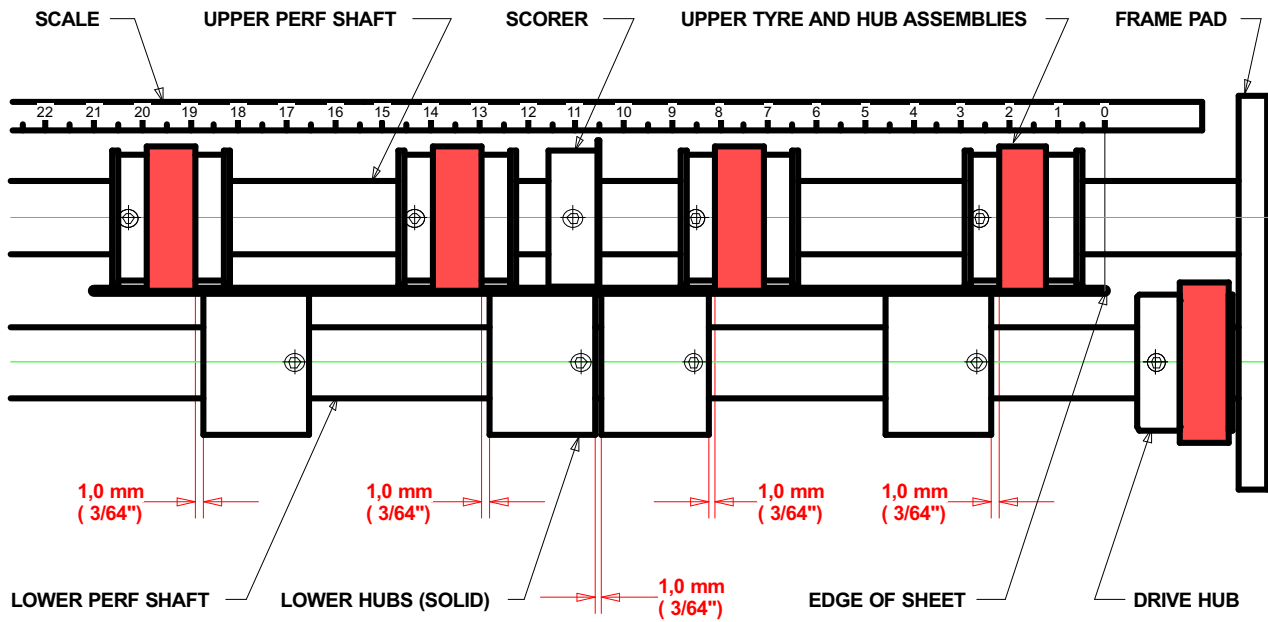 SCALE UPPER PERF SHAFT SCORER UPPER TYRE AND HUB ASSEMBLIES FRAME PAD
22 21 20 19 18 17 16 15 14 13 12 11 10 9 8 7 6 5 4 3 2 1 0
1,0 mm 1,0 mm 1,0 mm 1,0 mm
( 3/64") ( 3/64") ( 3/64") ( 3/64")
1,0 mm
( 3/64")
LOWER PERF SHAFT LOWER HUBS (SOLID) EDGE OF SHEET DRIVE HUB